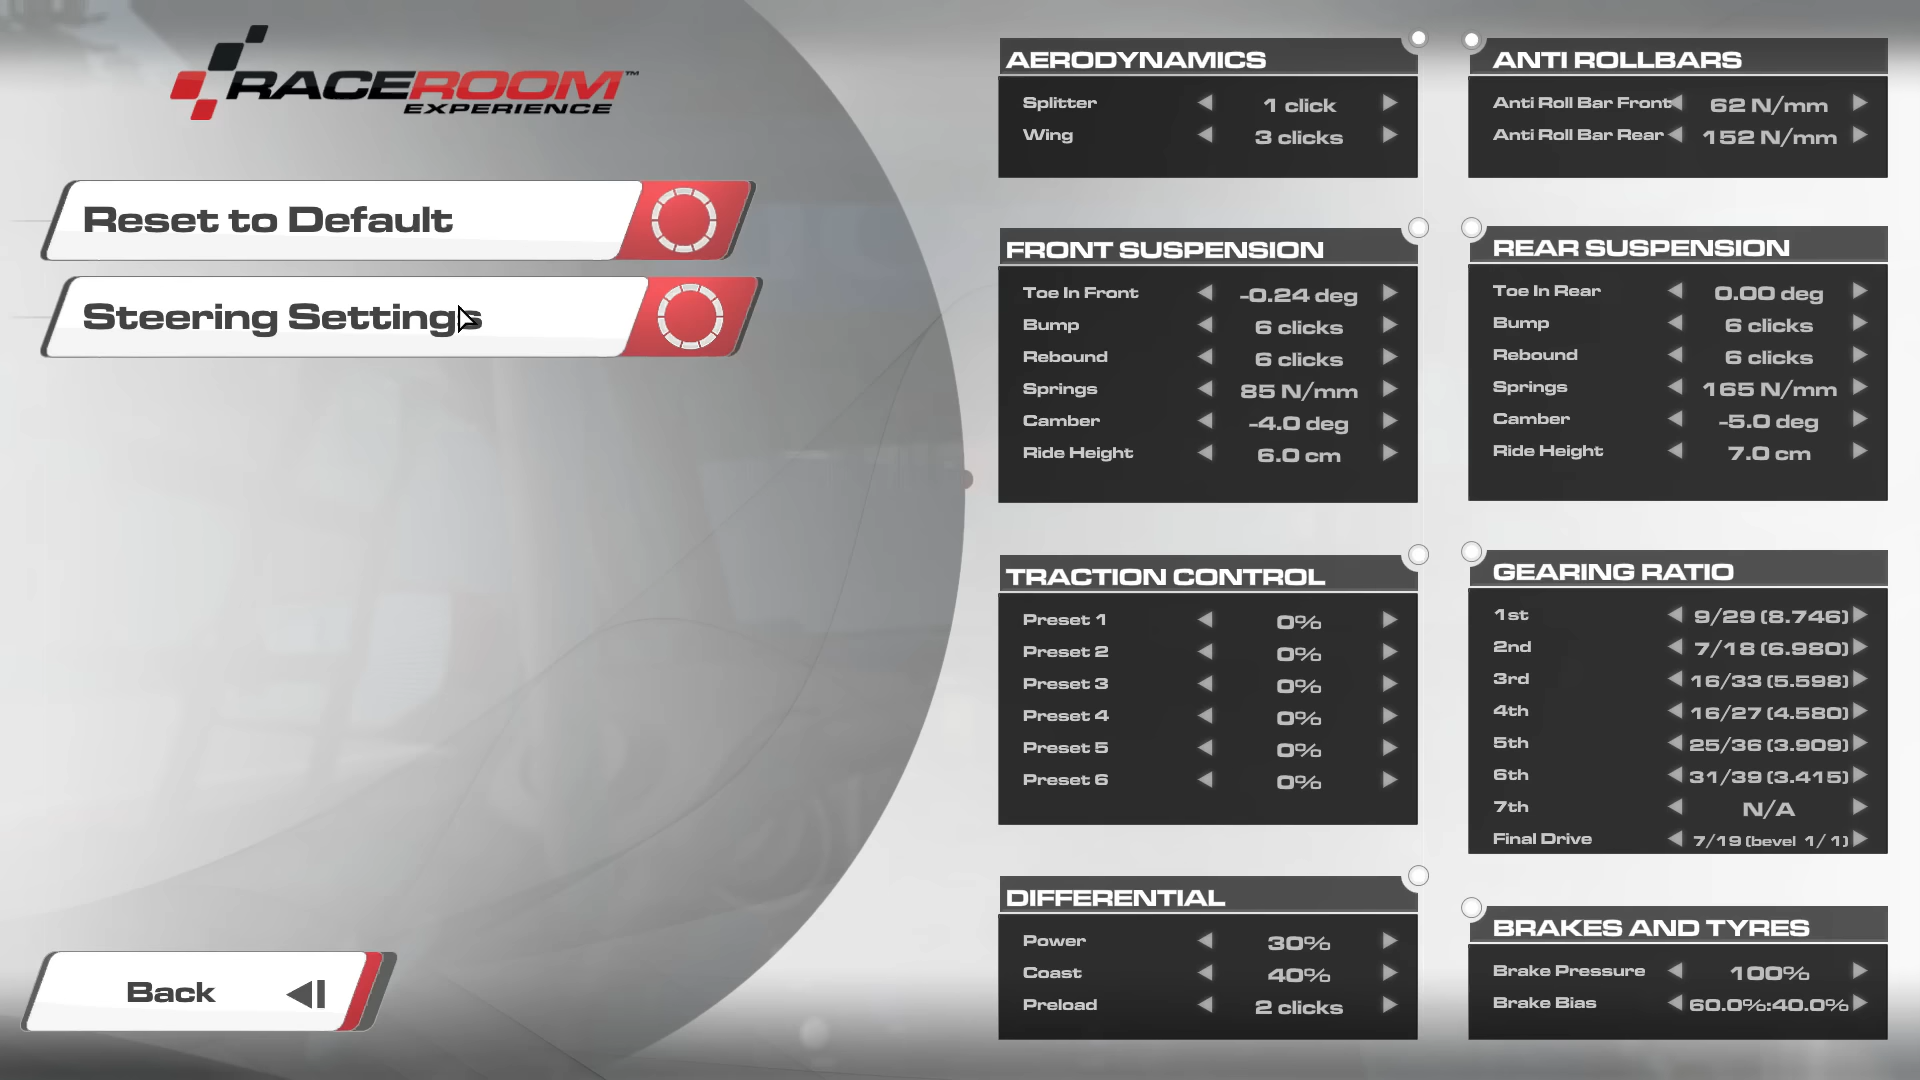 RACEROOM™
EXPERIENCE
Reset to Default
Steering Settings
Back
AERODYNAMICS
Splitter 1 click
Wing 3 clicks
ANTI ROLLBARS
Anti Roll Bar Front 62 N/mm
Anti Roll Bar Rear 152 N/mm
FRONT SUSPENSION
Toe In Front -0.24 deg
Bump 6 clicks
Rebound 6 clicks
Springs 85 N/mm
Camber -4.0 deg
Ride Height 6.0 cm
REAR SUSPENSION
Toe In Rear 0.00 deg
Bump 6 clicks
Rebound 6 clicks
Springs 165 N/mm
Camber -5.0 deg
Ride Height 7.0 cm
TRACTION CONTROL
Preset 1 0%
Preset 2 0%
Preset 3 0%
Preset 4 0%
Preset 5 0%
Preset 6 0%
GEARING RATIO
1st 9/29 (8.746)
2nd 7/18 (6.980)
3rd 16/33 (5.598)
4th 16/27 (4.580)
5th 25/36 (3.909)
6th 31/39 (3.415)
7th N/A
Final Drive 7/19 (bevel 1/ 1)
DIFFERENTIAL
Power 30%
Coast 40%
Preload 2 clicks
BRAKES AND TYRES
Brake Pressure 100%
Brake Bias 60.0%:40.0%